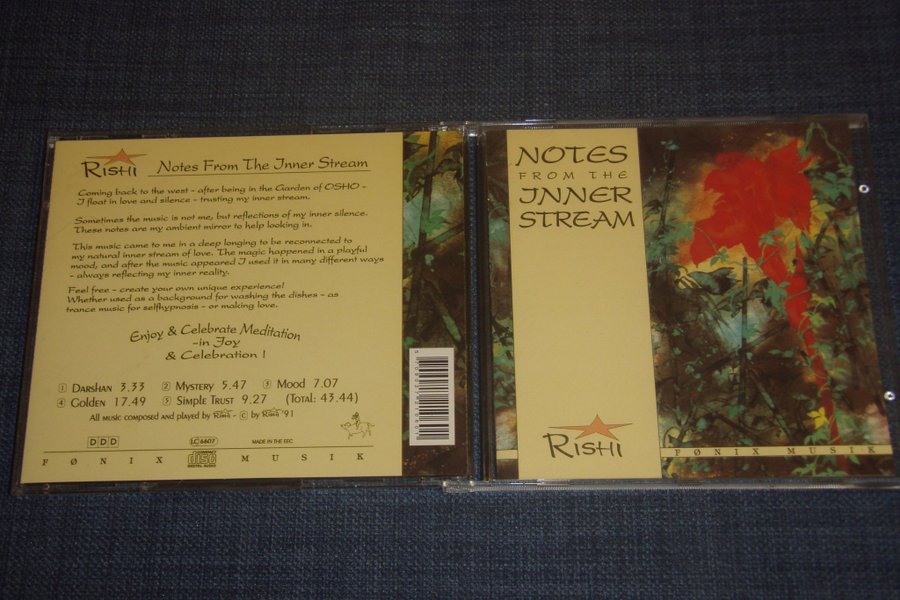 RISHI Notes From The Inner Stream
Coming back to the west - after being in the Garden of OSHO -
I float in love and silence - trusting my inner stream.
Sometimes the music is not me, but reflections of my inner silence.
These notes are my ambient mirror to help looking in.
This music came to me in a deep longing to be reconnected to
my natural inner stream of love. The magic happened in a playful
mood, and after the music appeared I used it in many different ways
- always reflecting my inner reality.
Feel free - create your own unique experience!
Whether used as a background for washing the dishes - as
trance music for selfhypnosis - or making love.
Enjoy & Celebrate Meditation
-in Joy
& Celebration !
1 DARSHAN 3.33 2 MYSTERY 5.47 3 MOOD 7.07
4 GOLDEN 17.49 5 SIMPLE TRUST 9.27 (TOTAL: 43.44)
All music composed and played by RISHI - C by RISHI '91
DDD
LC 6607
MADE IN THE EEC
FØNIX MUSIK
COMPACT
disc
DIGITAL AUDIO
NOTES
FROM THE
INNER
STREAM
RISHI
FØNIX MUSIK